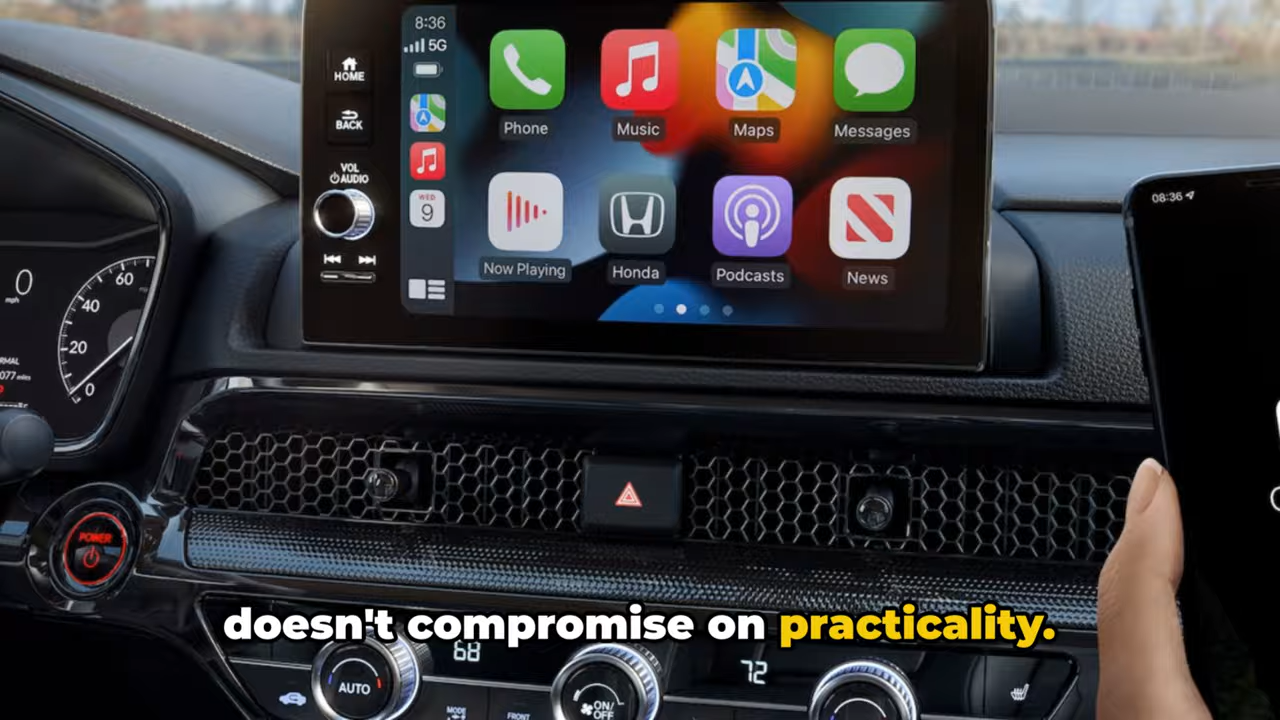 8:36
5G
HOME
BACK
VOL
AUDIO
WED
9
Phone
Music
Maps
Messages
Now Playing
Honda
Podcasts
News
08:36
0
mph
60
40
20
0
POWER
doesn't compromise on practicality.
68
72
AUTO
ON/
OFF
MODE
FRONT